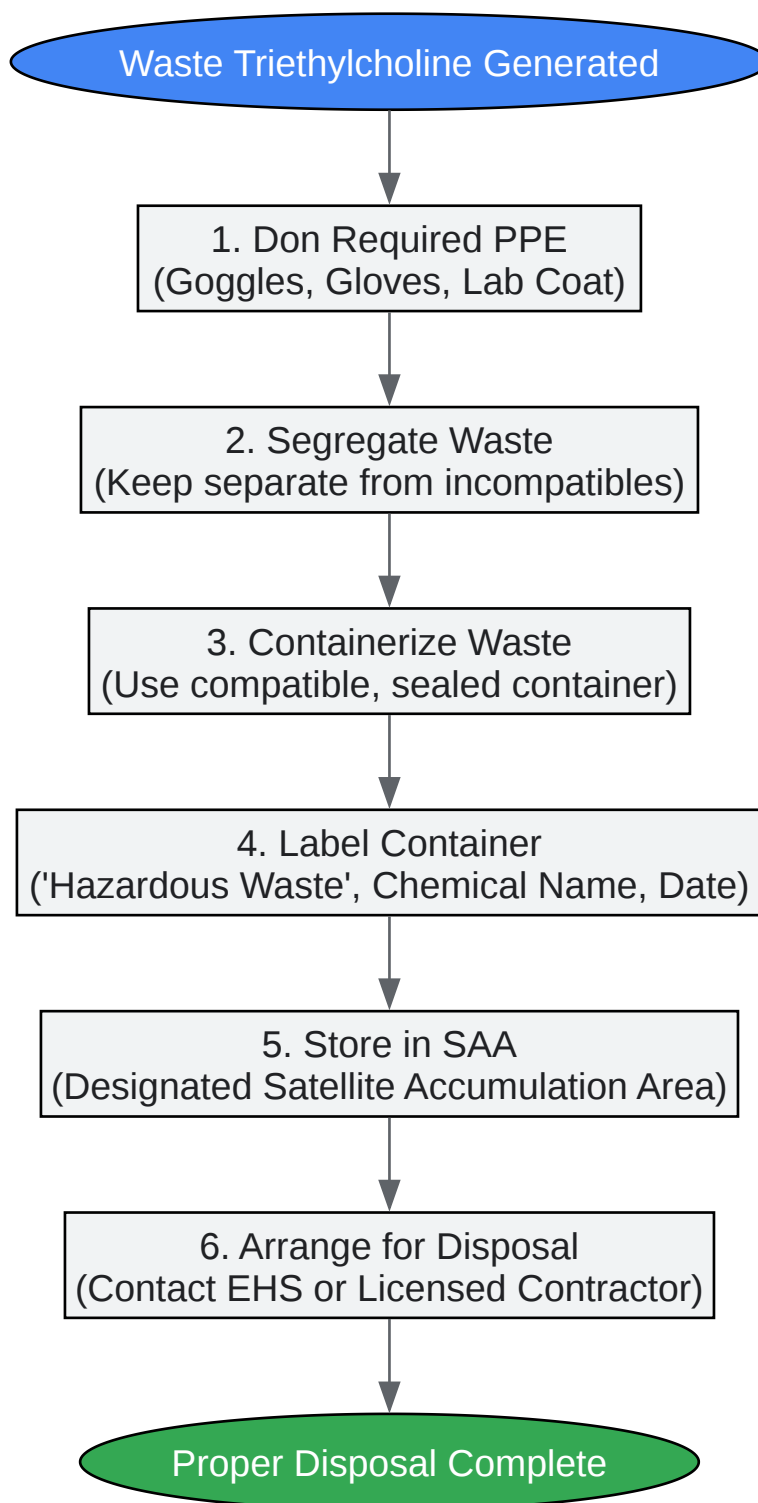 Waste Triethylcholine Generated
1. Don Required PPE
(Goggles, Gloves, Lab Coat)
2. Segregate Waste
(Keep separate from incompatibles)
3. Containerize Waste
(Use compatible, sealed container)
4. Label Container
('Hazardous Waste', Chemical Name, Date)
5. Store in SAA
(Designated Satellite Accumulation Area)
6. Arrange for Disposal
(Contact EHS or Licensed Contractor)
Proper Disposal Complete